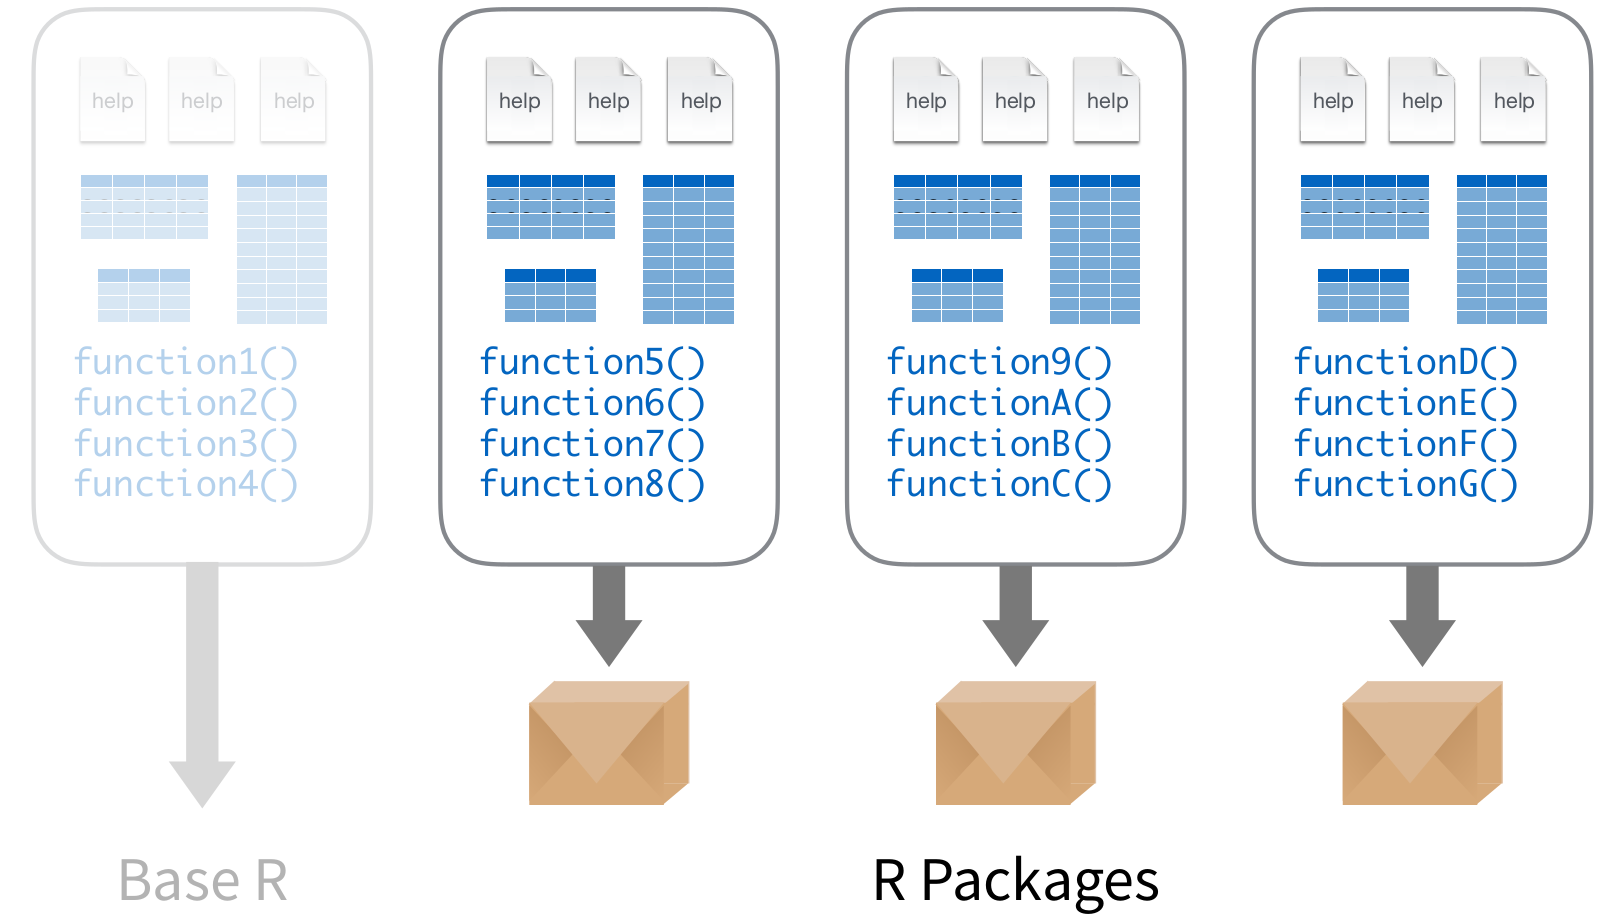 help help help
function1()
function2()
function3()
function4()
help help help
function5()
function6()
function7()
function8()
help help help
function9()
functionA()
functionB()
functionC()
help help help
functionD()
functionE()
functionF()
functionG()
Base R
R Packages